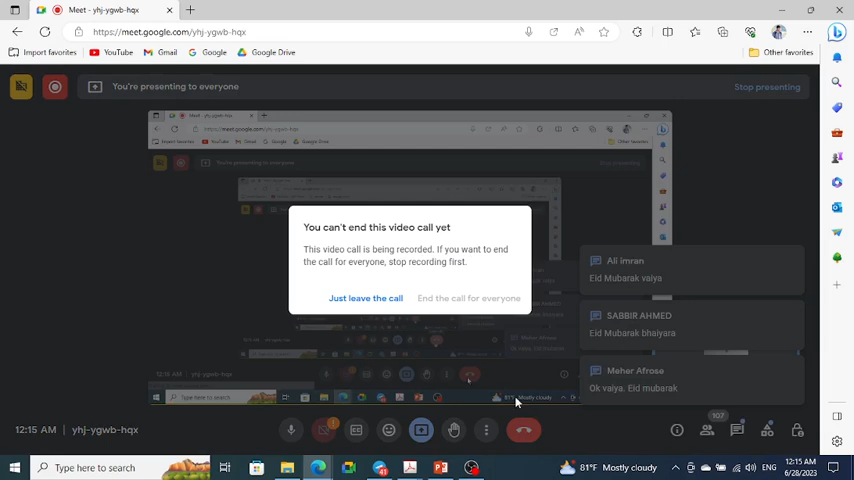 Meet - yhj-ygwb-hqx
https://meet.google.com/yhj-ygwb-hqx
Import favorites
YouTube
Gmail
Google
Google Drive
Other favorites
You're presenting to everyone
Stop presenting
You can't end this video call yet
This video call is being recorded. If you want to end
the call for everyone, stop recording first.
Just leave the call
End the call for everyone
Ali imran
Eid Mubarak vaiya
SABBIR AHMED
Eid Mubarak bhaiyara
Meher Afrose
Ok vaiya. Eid mubarak
12:15 AM | yhj-ygwb-hqx
107
Type here to search
41
81°F Mostly cloudy
ENG
12:15 AM
6/28/2023